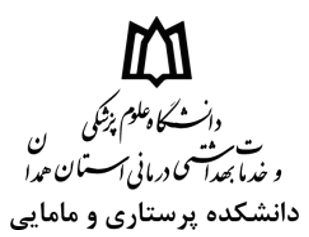 دانشگاه علوم پزشکی
و خدمات بهداشتی درمانی استان همدان
دانشکده پرستاری و مامایی